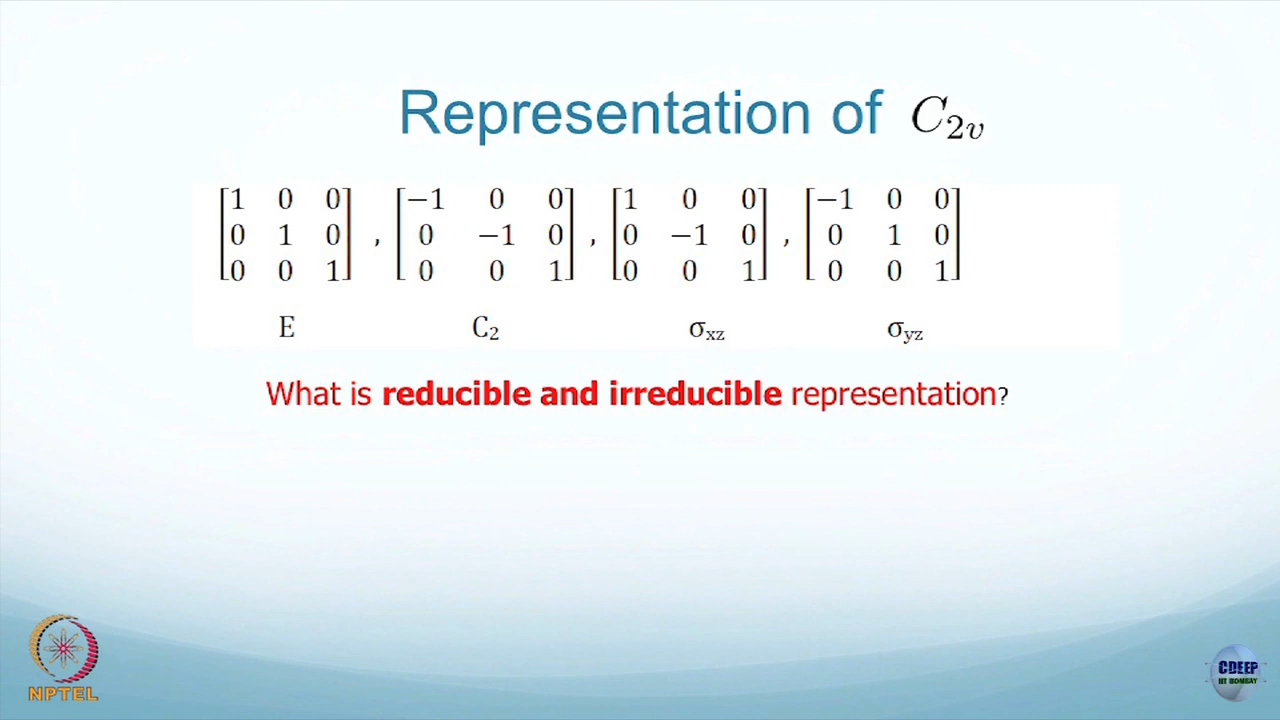 Representation of C₂ᵥ
[1 0 0] [−1 0 0] [1 0 0] [−1 0 0]
[0 1 0] , [0 −1 0] , [0 −1 0] , [0 1 0]
[0 0 1] [0 0 1] [0 0 1] [0 0 1]
E C₂ σxz σyz
What is reducible and irreducible representation?
NPTEL
CDEEP
IIT BOMBAY